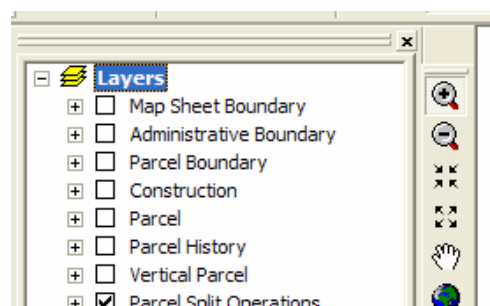 Layers
Map Sheet Boundary
Administrative Boundary
Parcel Boundary
Construction
Parcel
Parcel History
Vertical Parcel
Parcel Split Operations